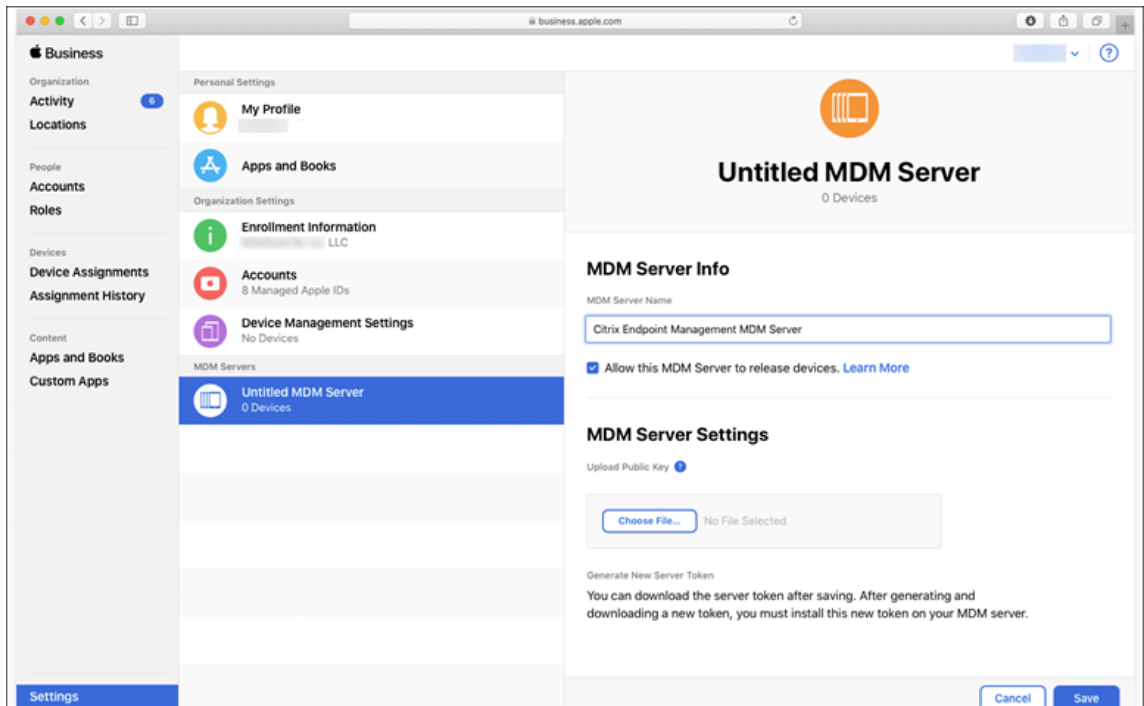 business.apple.com
Business
Organization
Activity
6
Locations
People
Accounts
Roles
Devices
Device Assignments
Assignment History
Content
Apps and Books
Custom Apps
Settings
Personal Settings
My Profile
Apps and Books
Organization Settings
Enrollment Information
LLC
Accounts
8 Managed Apple IDs
Device Management Settings
No Devices
MDM Servers
Untitled MDM Server
0 Devices
Untitled MDM Server
0 Devices
MDM Server Info
MDM Server Name
Citrix Endpoint Management MDM Server
Allow this MDM Server to release devices. Learn More
MDM Server Settings
Upload Public Key ?
Choose File... No File Selected
Generate New Server Token
You can download the server token after saving. After generating and
downloading a new token, you must install this new token on your MDM server.
Cancel Save